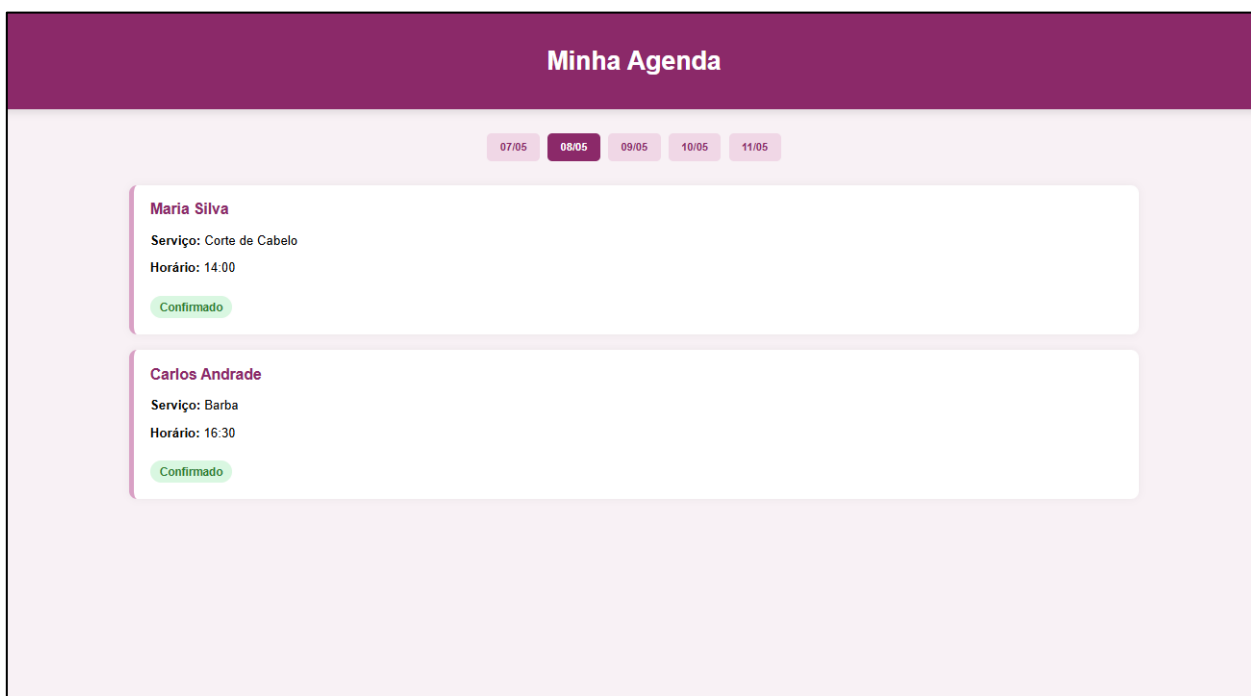 Minha Agenda
07/05 08/05 09/05 10/05 11/05
Maria Silva
Serviço: Corte de Cabelo
Horário: 14:00
Confirmado
Carlos Andrade
Serviço: Barba
Horário: 16:30
Confirmado